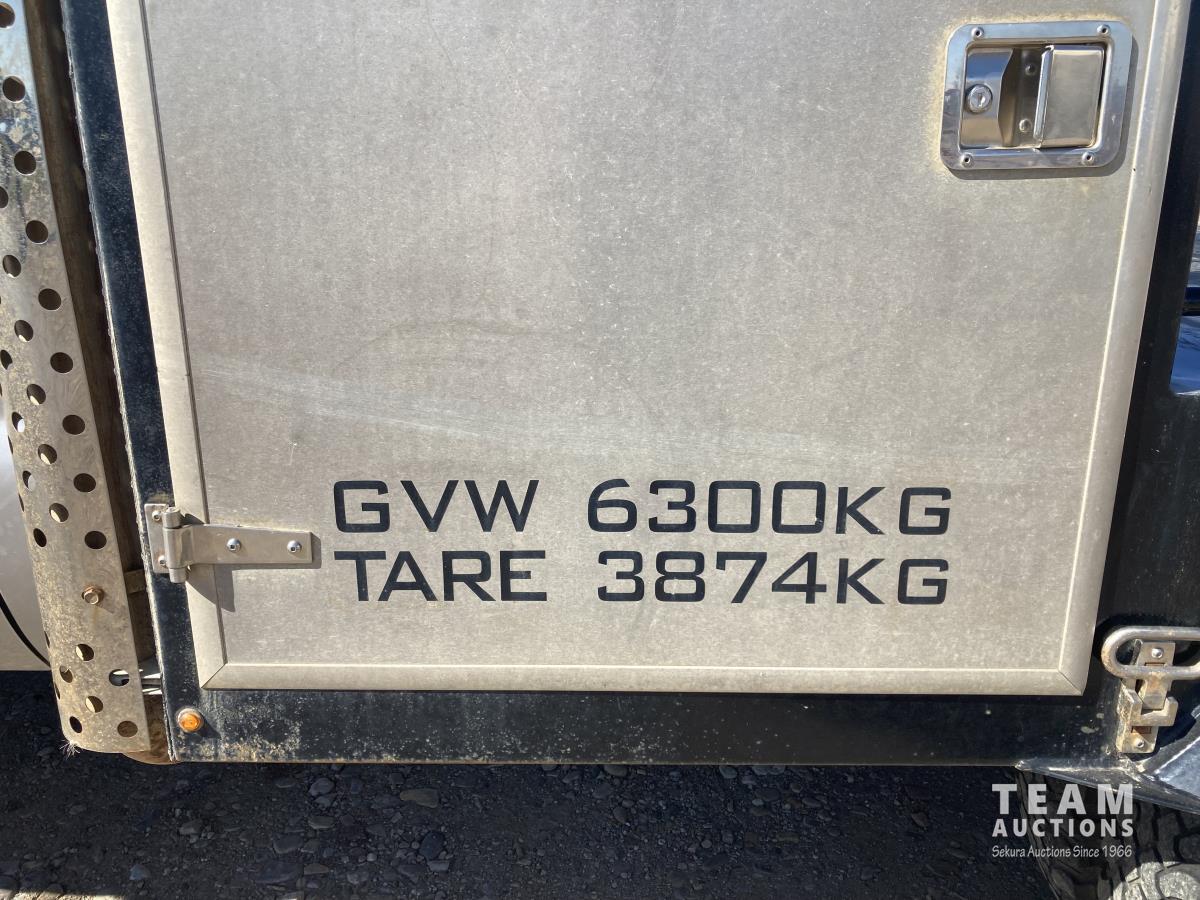 GVW 6300KG
TARE 3874KG
TEAM
AUCTIONS
Sekura Auctions Since 1966